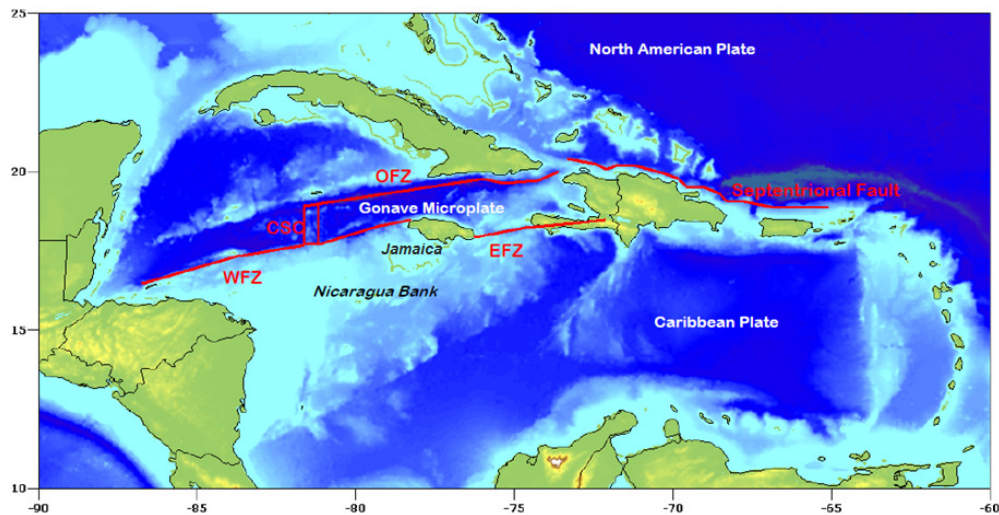 25
North American Plate
20
OFZ
Septentrional Fault
Gonave Microplate
CSC
Jamaica
EFZ
WFZ
Nicaragua Bank
15
Caribbean Plate
10
-90
-85
-80
-75
-70
-65
-60